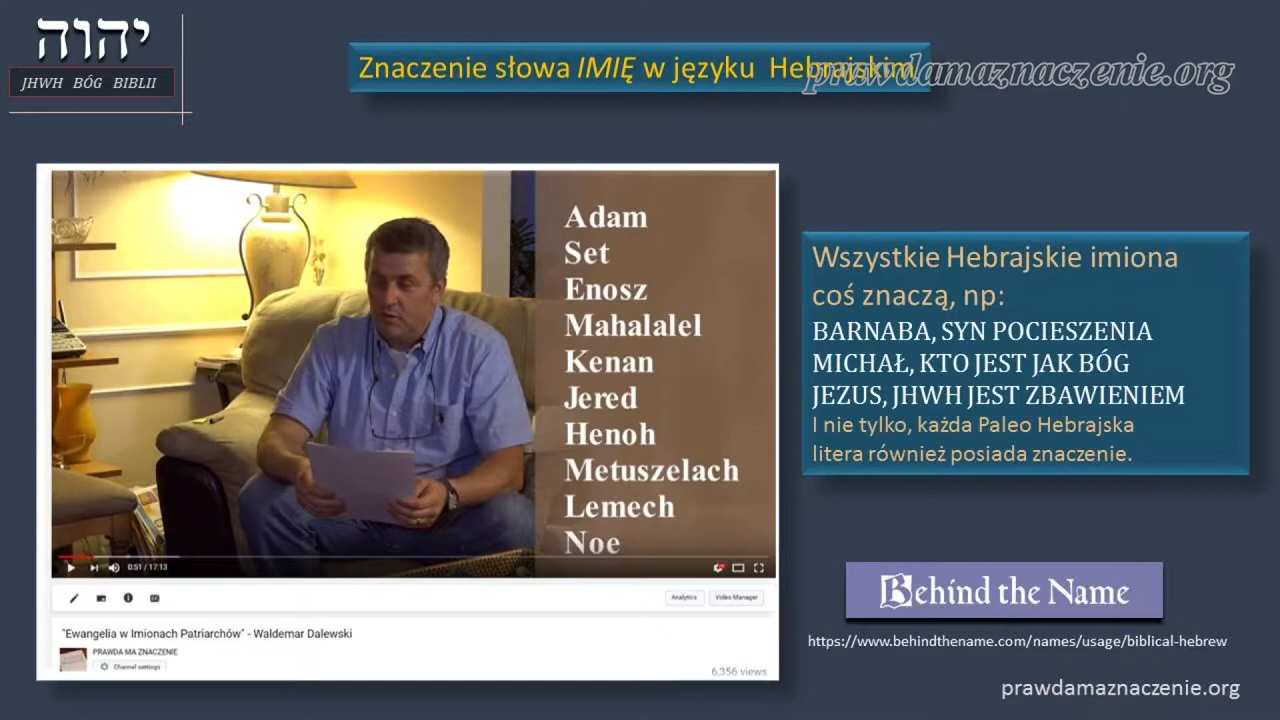 יהוה
JHWH BÓG BIBLII
Znaczenie słowa IMIĘ w języku Hebrajskim
prawdamaznaczenie.org
Adam
Set
Enosz
Mahalalel
Kenan
Jered
Henoh
Metuszelach
Lemech
Noe
0:51 / 17:13
Analytics
Video Manager
"Ewangelia w Imionach Patriarchów" - Waldemar Dalewski
PRAWDA MA ZNACZENIE
Channel settings
6,356 views
Wszystkie Hebrajskie imiona
coś znaczą, np:
BARNABA, SYN POCIESZENIA
MICHAŁ, KTO JEST JAK BÓG
JEZUS, JHWH JEST ZBAWIENIEM
I nie tylko, każda Paleo Hebrajska
litera również posiada znaczenie.
Behind the Name
https://www.behindthename.com/names/usage/biblical-hebrew
prawdamaznaczenie.org